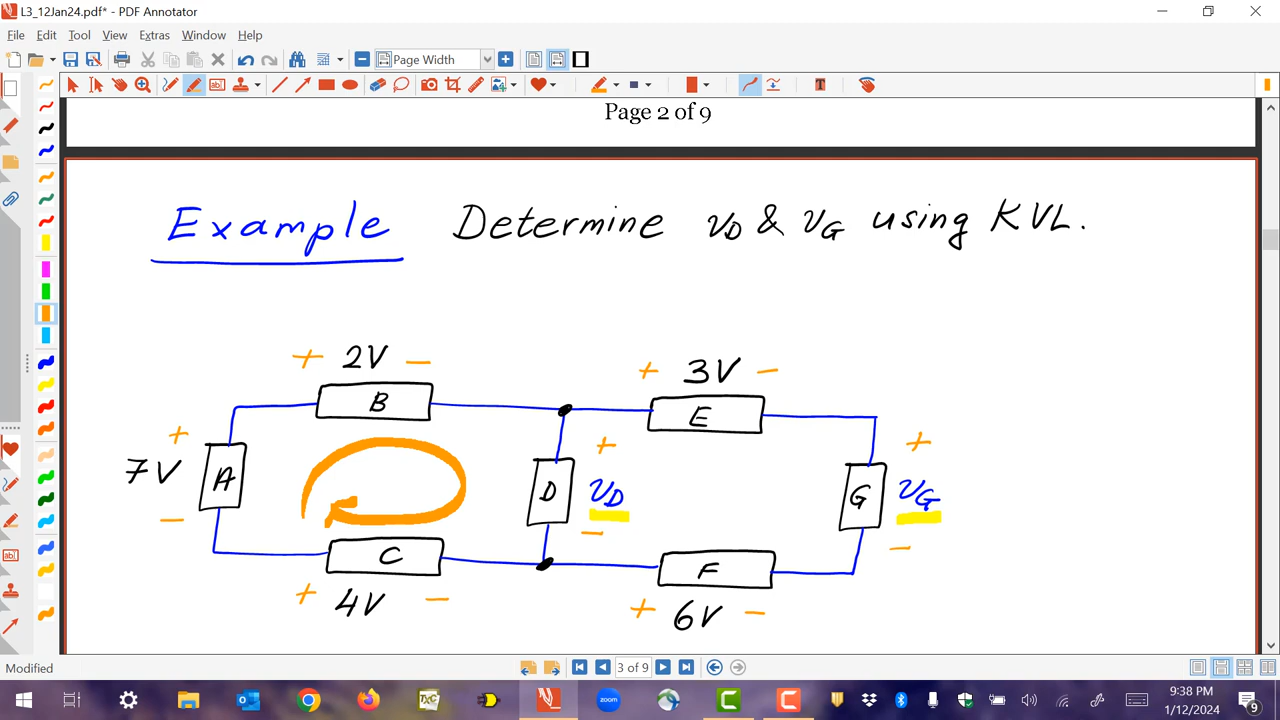 L3_12Jan24.pdf* - PDF Annotator
File Edit Tool View Extras Window Help
Page Width
Page 2 of 9
Example Determine vD & vG using KVL.
+ 2V − + 3V −
B E
+ + +
7V A D vD G vG
− − −
C F
+ 4V − + 6V −
Modified
3 of 9
9:38 PM
1/12/2024
9